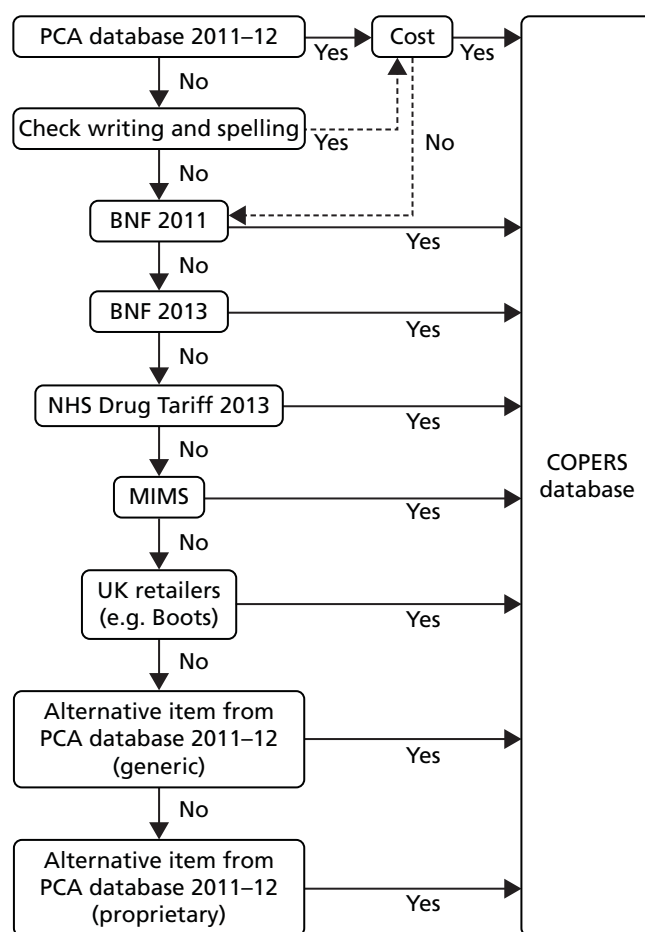 PCA database 2011–12
Yes
Cost
Yes
No
Check writing and spelling
Yes
No
No
BNF 2011
Yes
No
BNF 2013
Yes
No
NHS Drug Tariff 2013
Yes
No
COPERS
database
MIMS
Yes
No
UK retailers
(e.g. Boots)
Yes
No
Alternative item from
PCA database 2011–12
(generic)
Yes
No
Alternative item from
PCA database 2011–12
(proprietary)
Yes